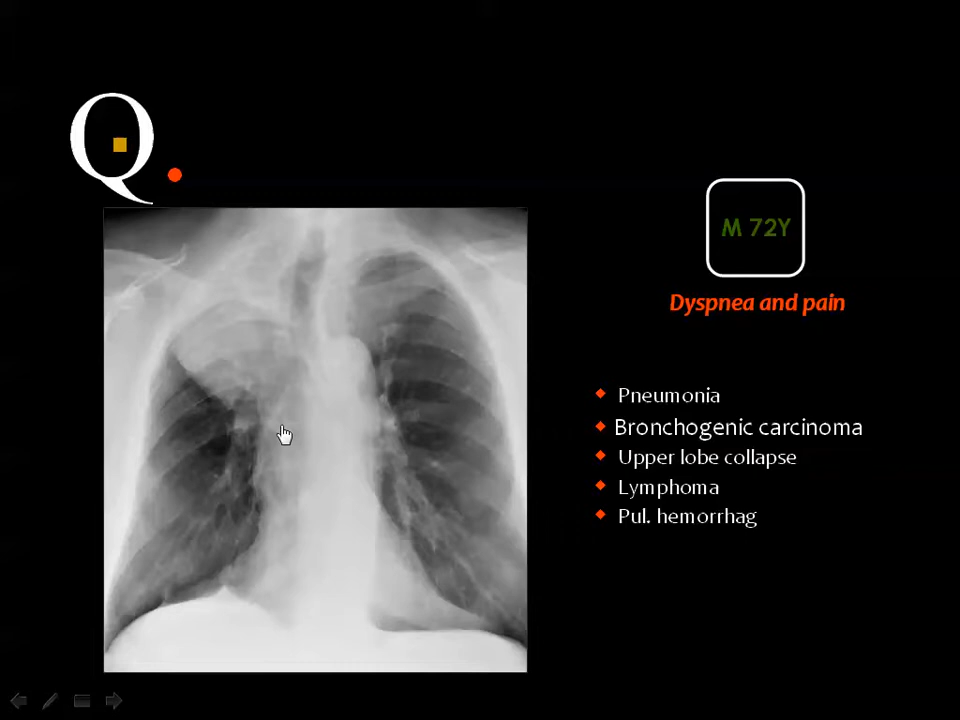 Q.
M 72Y
Dyspnea and pain
Pneumonia
Bronchogenic carcinoma
Upper lobe collapse
Lymphoma
Pul. hemorrhag